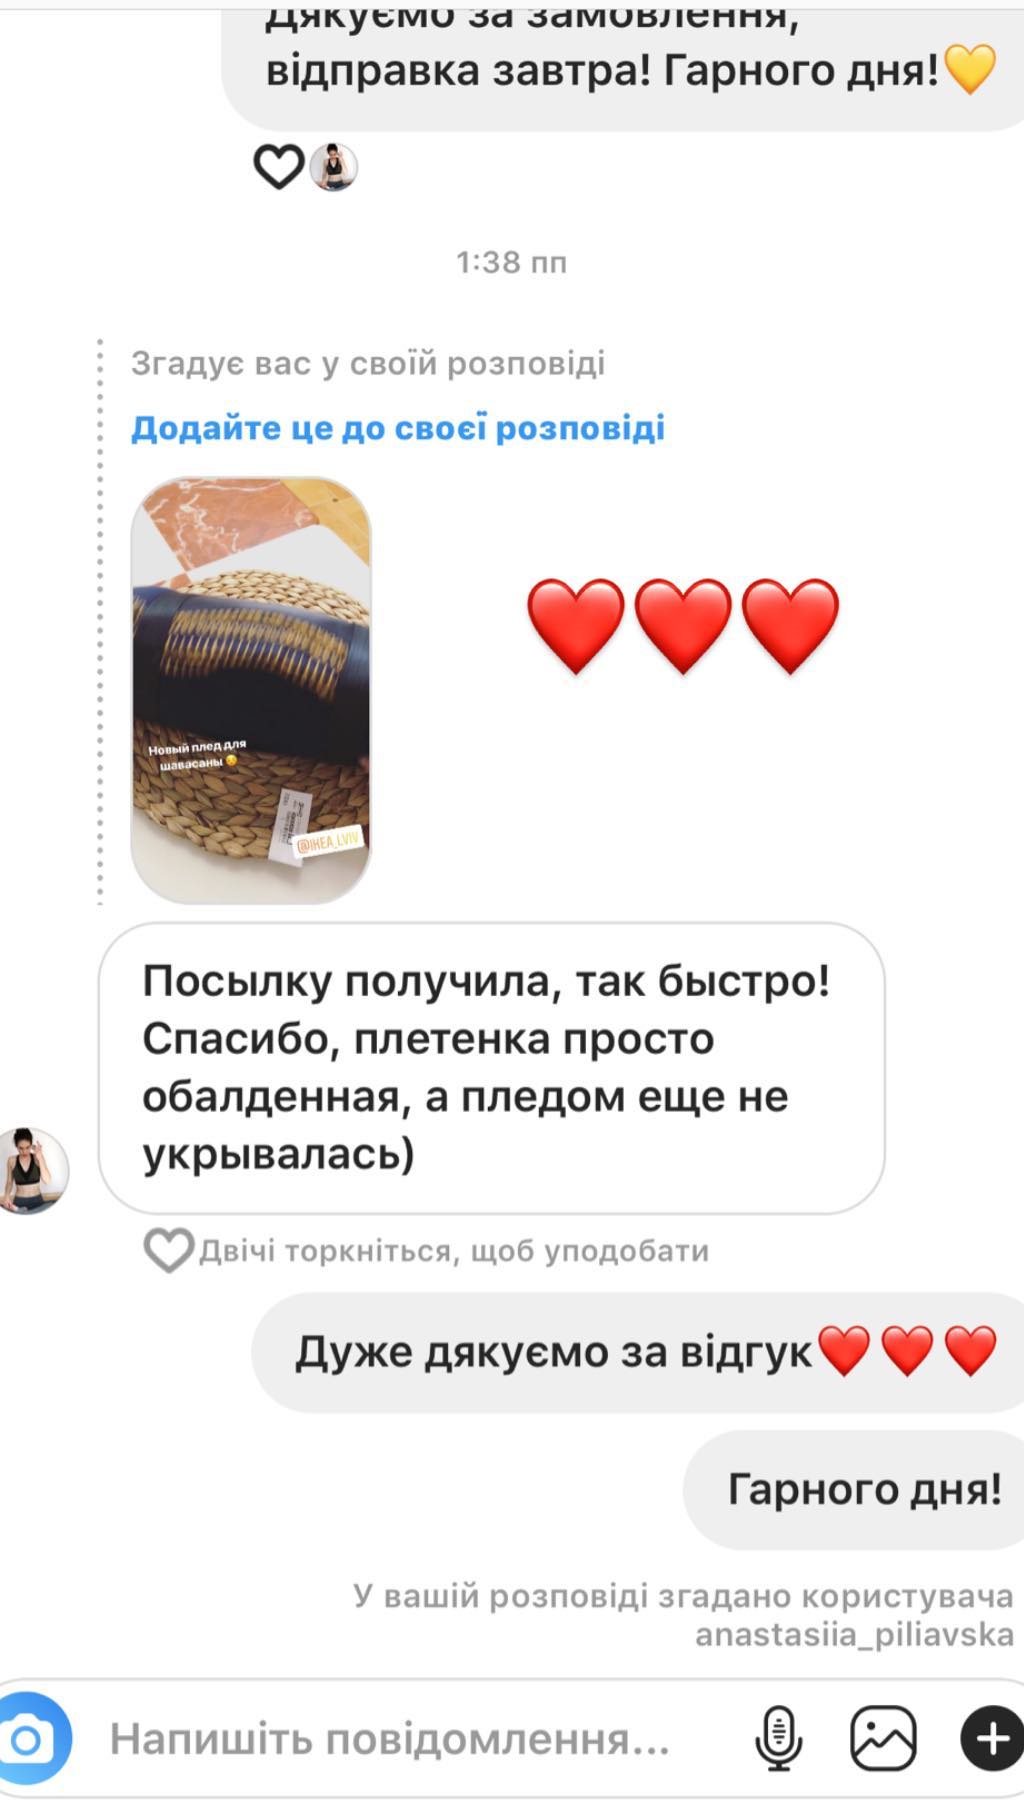 Дякуємо за замовлення,
відправка завтра! Гарного дня!💛
1:38 пп
Згадує вас у своїй розповіді
Додайте це до своєї розповіді
Новый плед для
шавасаны 😌
@IKEA_LVIV
❤️❤️❤️
Посылку получила, так быстро!
Спасибо, плетенка просто
обалденная, а пледом еще не
укрывалась)
Двічі торкніться, щоб уподобати
Дуже дякуємо за відгук❤️❤️❤️
Гарного дня!
У вашій розповіді згадано користувача
anastasiia_piliavska
Напишіть повідомлення...